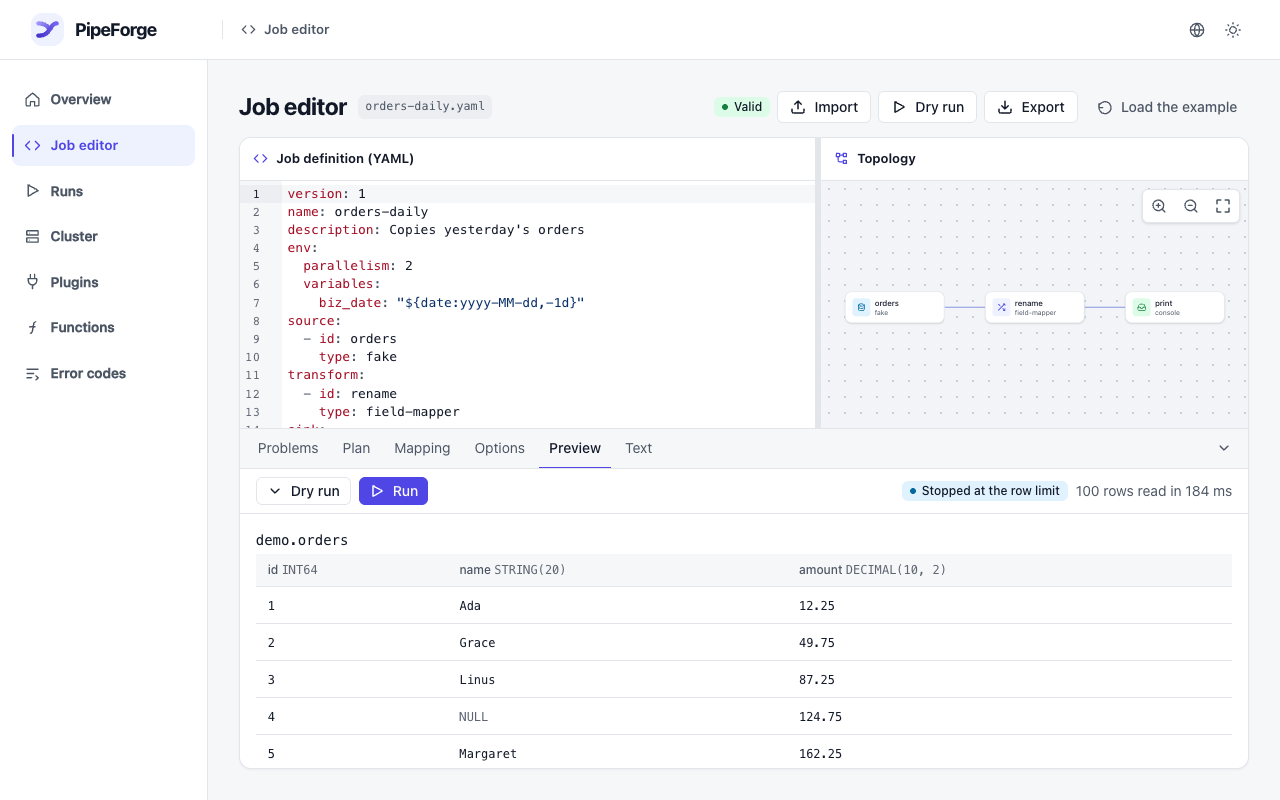 PipeForge
Job editor
Overview
Job editor
Runs
Cluster
Plugins
Functions
Error codes
Job editor
orders-daily.yaml
Valid
Import
Dry run
Export
Load the example
Job definition (YAML)
1 version: 1
2 name: orders-daily
3 description: Copies yesterday's orders
4 env:
5 parallelism: 2
6 variables:
7 biz_date: "${date:yyyy-MM-dd,-1d}"
8 source:
9 - id: orders
10 type: fake
11 transform:
12 - id: rename
13 type: field-mapper
Topology
orders
fake
rename
field-mapper
print
console
Problems Plan Mapping Options Preview Text
Dry run Run
Stopped at the row limit 100 rows read in 184 ms
demo.orders
id INT64 name STRING(20) amount DECIMAL(10, 2)
1 Ada 12.25
2 Grace 49.75
3 Linus 87.25
4 NULL 124.75
5 Margaret 162.25